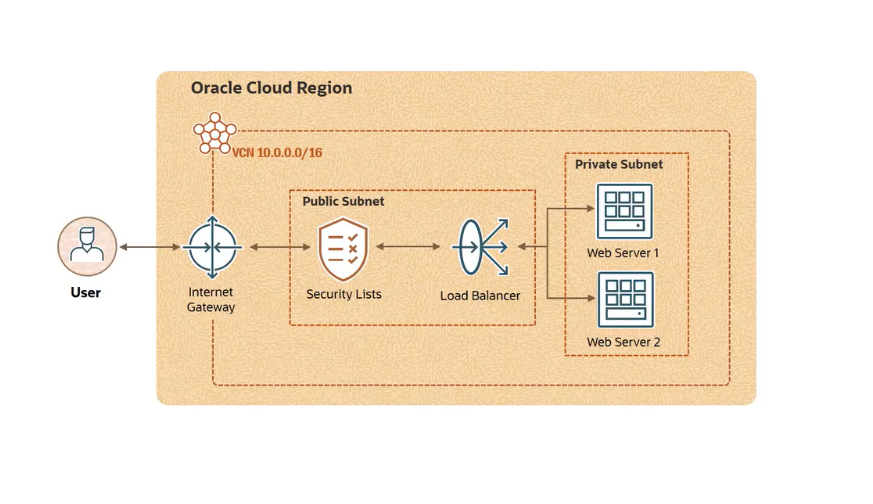 Oracle Cloud Region
VCN 10.0.0.0/16
Private Subnet
Public Subnet
Web Server 1
User
Internet
Gateway
Security Lists
Load Balancer
Web Server 2